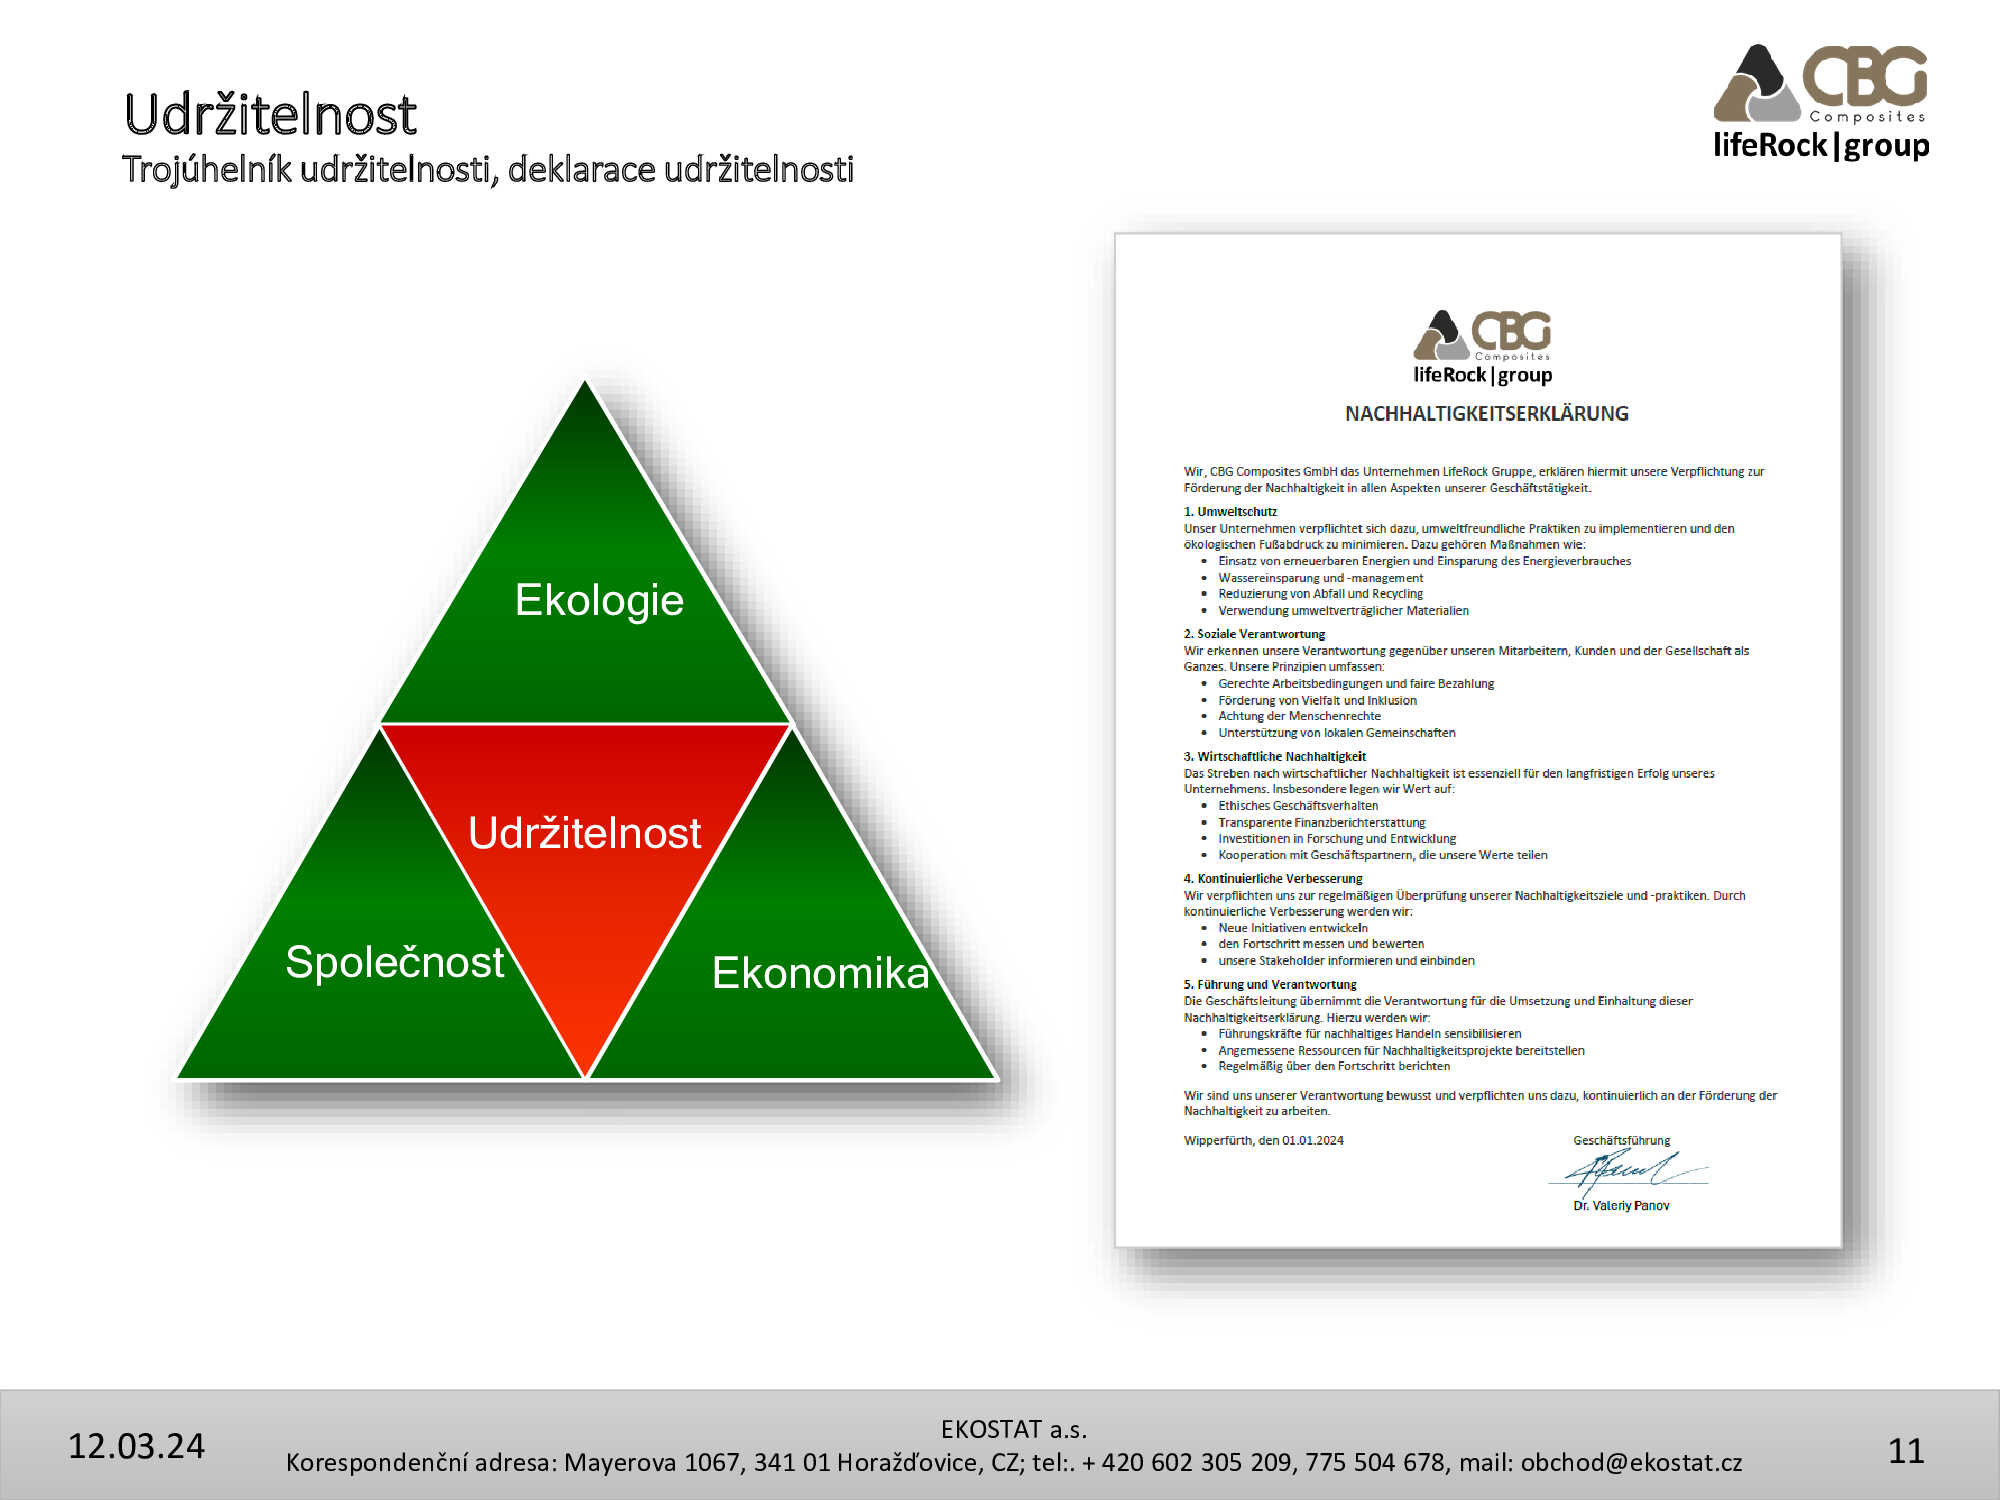 Udržitelnost
Trojúhelník udržitelnosti, deklarace udržitelnosti
CBG
Composites
lifeRock|group
Ekologie
Udržitelnost
Společnost
Ekonomika
CBG
Composites
lifeRock|group
NACHHALTIGKEITSERKLÄRUNG
Wir, CBG Composites GmbH das Unternehmen LifeRock Gruppe, erklären hiermit unsere Verpflichtung zur
Förderung der Nachhaltigkeit in allen Aspekten unserer Geschäftstätigkeit.
1. Umweltschutz
Unser Unternehmen verpflichtet sich dazu, umweltfreundliche Praktiken zu implementieren und den
ökologischen Fußabdruck zu minimieren. Dazu gehören Maßnahmen wie:
• Einsatz von erneuerbaren Energien und Einsparung des Energieverbrauches
• Wassereinsparung und -management
• Reduzierung von Abfall und Recycling
• Verwendung umweltverträglicher Materialien
2. Soziale Verantwortung
Wir erkennen unsere Verantwortung gegenüber unseren Mitarbeitern, Kunden und der Gesellschaft als
Ganzes. Unsere Prinzipien umfassen:
• Gerechte Arbeitsbedingungen und faire Bezahlung
• Förderung von Vielfalt und Inklusion
• Achtung der Menschenrechte
• Unterstützung von lokalen Gemeinschaften
3. Wirtschaftliche Nachhaltigkeit
Das Streben nach wirtschaftlicher Nachhaltigkeit ist essenziell für den langfristigen Erfolg unseres
Unternehmens. Insbesondere legen wir Wert auf:
• Ethisches Geschäftsverhalten
• Transparente Finanzberichterstattung
• Investitionen in Forschung und Entwicklung
• Kooperation mit Geschäftspartnern, die unsere Werte teilen
4. Kontinuierliche Verbesserung
Wir verpflichten uns zur regelmäßigen Überprüfung unserer Nachhaltigkeitsziele und -praktiken. Durch
kontinuierliche Verbesserung werden wir:
• Neue Initiativen entwickeln
• den Fortschritt messen und bewerten
• unsere Stakeholder informieren und einbinden
5. Führung und Verantwortung
Die Geschäftsleitung übernimmt die Verantwortung für die Umsetzung und Einhaltung dieser
Nachhaltigkeitserklärung. Hierzu werden wir:
• Führungskräfte für nachhaltiges Handeln sensibilisieren
• Angemessene Ressourcen für Nachhaltigkeitsprojekte bereitstellen
• Regelmäßig über den Fortschritt berichten
Wir sind uns unserer Verantwortung bewusst und verpflichten uns dazu, kontinuierlich an der Förderung der
Nachhaltigkeit zu arbeiten.
Wipperfürth, den 01.01.2024 Geschäftsführung
Dr. Valeriy Panov
12.03.24
EKOSTAT a.s.
Korespondenční adresa: Mayerova 1067, 341 01 Horažďovice, CZ; tel:. + 420 602 305 209, 775 504 678, mail: obchod@ekostat.cz
11